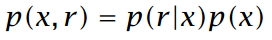 p(x, r) = p(r|x)p(x)